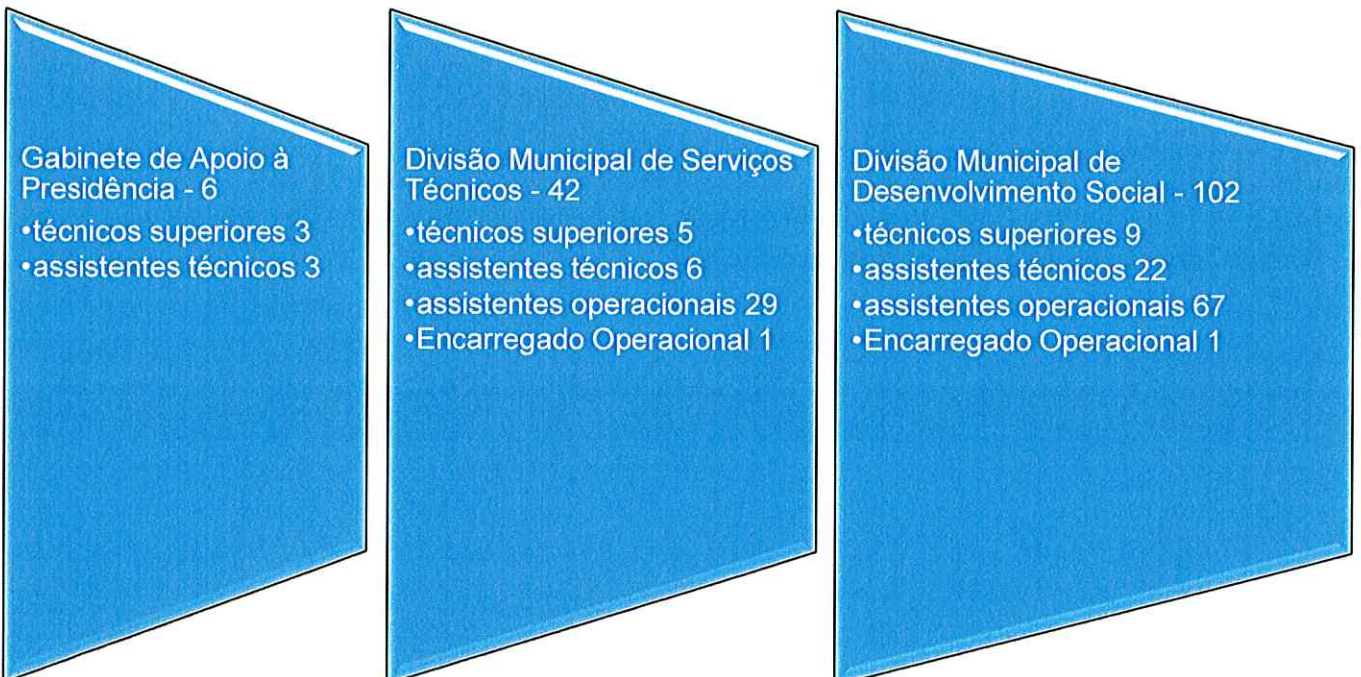 Gabinete de Apoio à
Presidência - 6
•técnicos superiores 3
•assistentes técnicos 3
Divisão Municipal de Serviços
Técnicos - 42
•técnicos superiores 5
•assistentes técnicos 6
•assistentes operacionais 29
•Encarregado Operacional 1
Divisão Municipal de
Desenvolvimento Social - 102
•técnicos superiores 9
•assistentes técnicos 22
•assistentes operacionais 67
•Encarregado Operacional 1